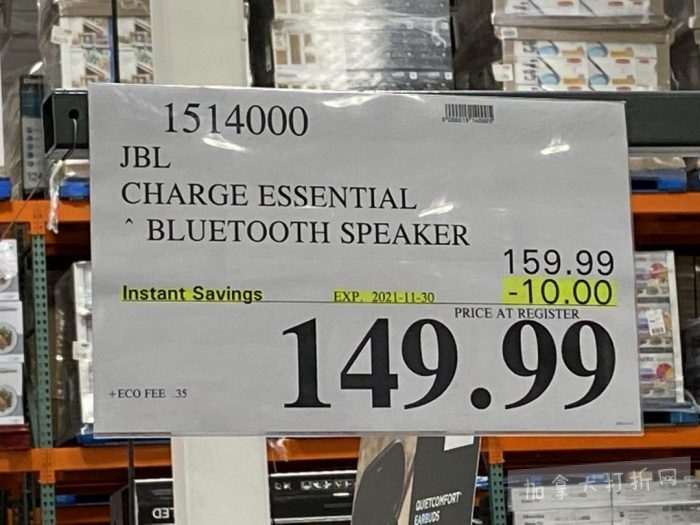 1514000
JBL
CHARGE ESSENTIAL
^ BLUETOOTH SPEAKER
159.99
Instant Savings EXP. 2021-11-30 -10.00
PRICE AT REGISTER
149.99
+ECO FEE .35
QUIETCOMFORT
EARBUDS
加拿大打折网